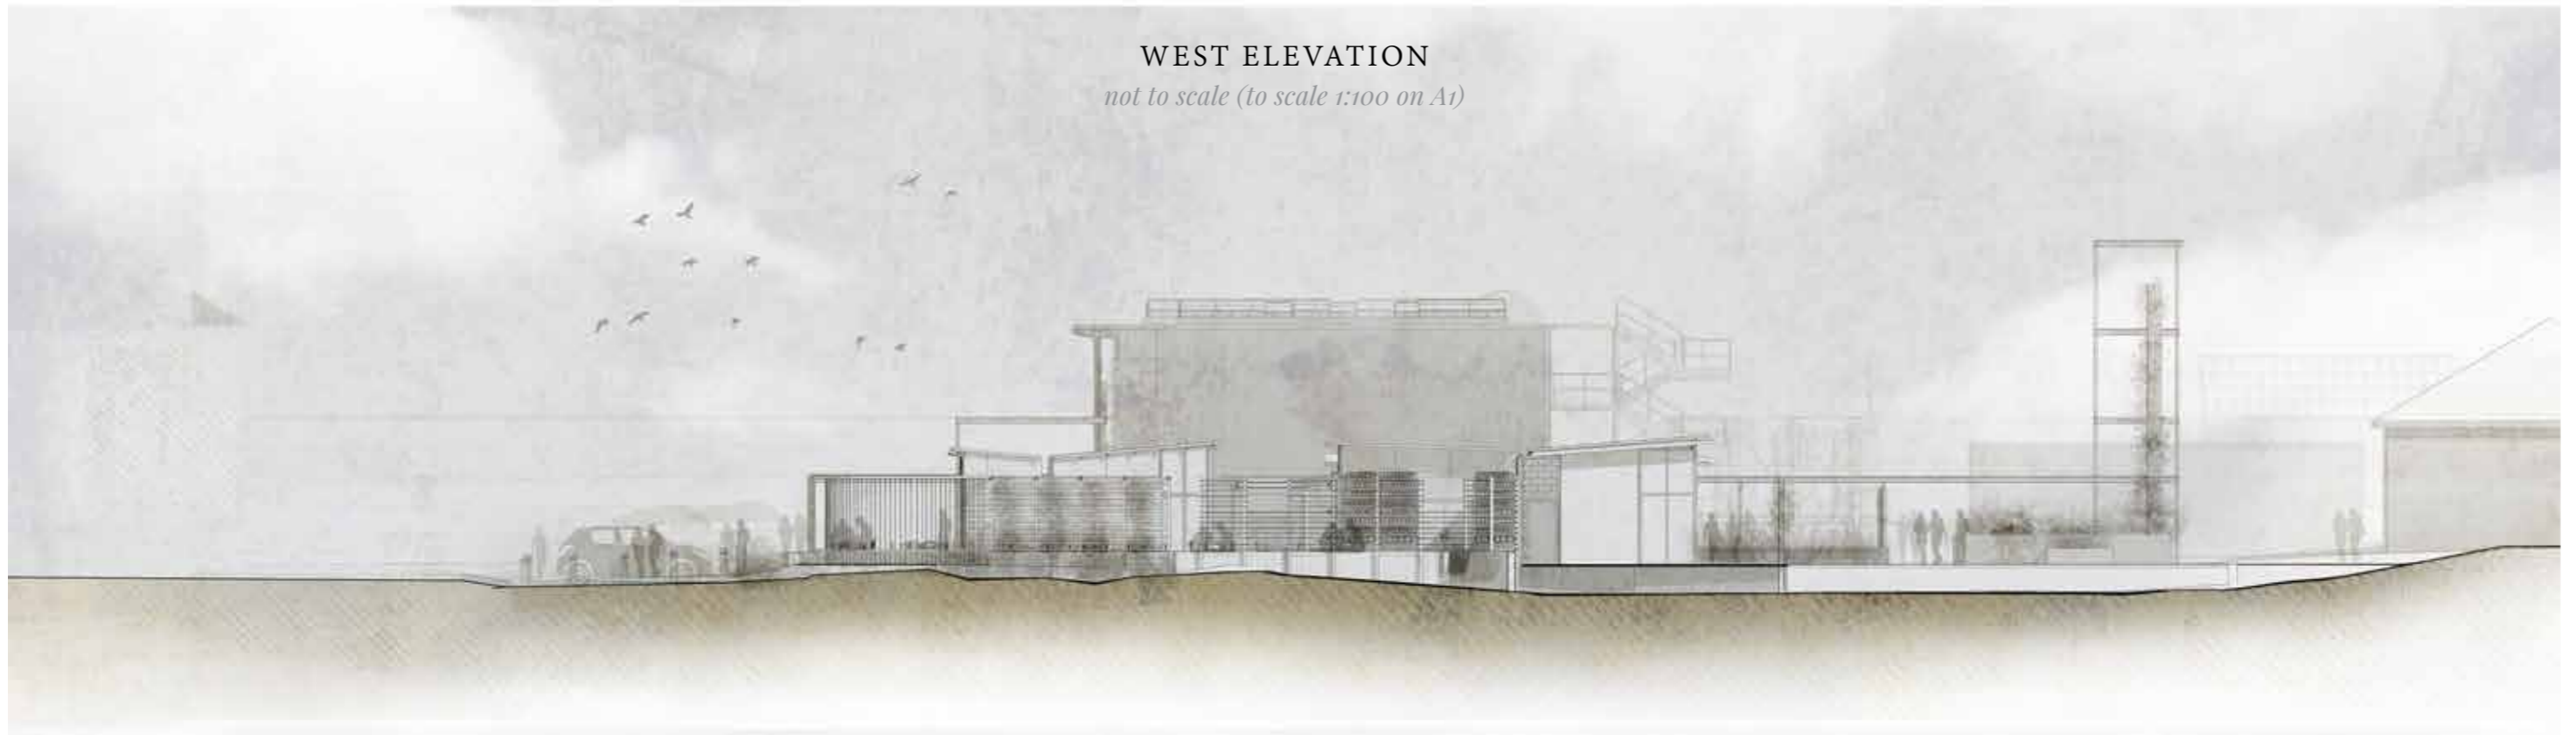 WEST ELEVATION
not to scale (to scale 1:100 on A1)